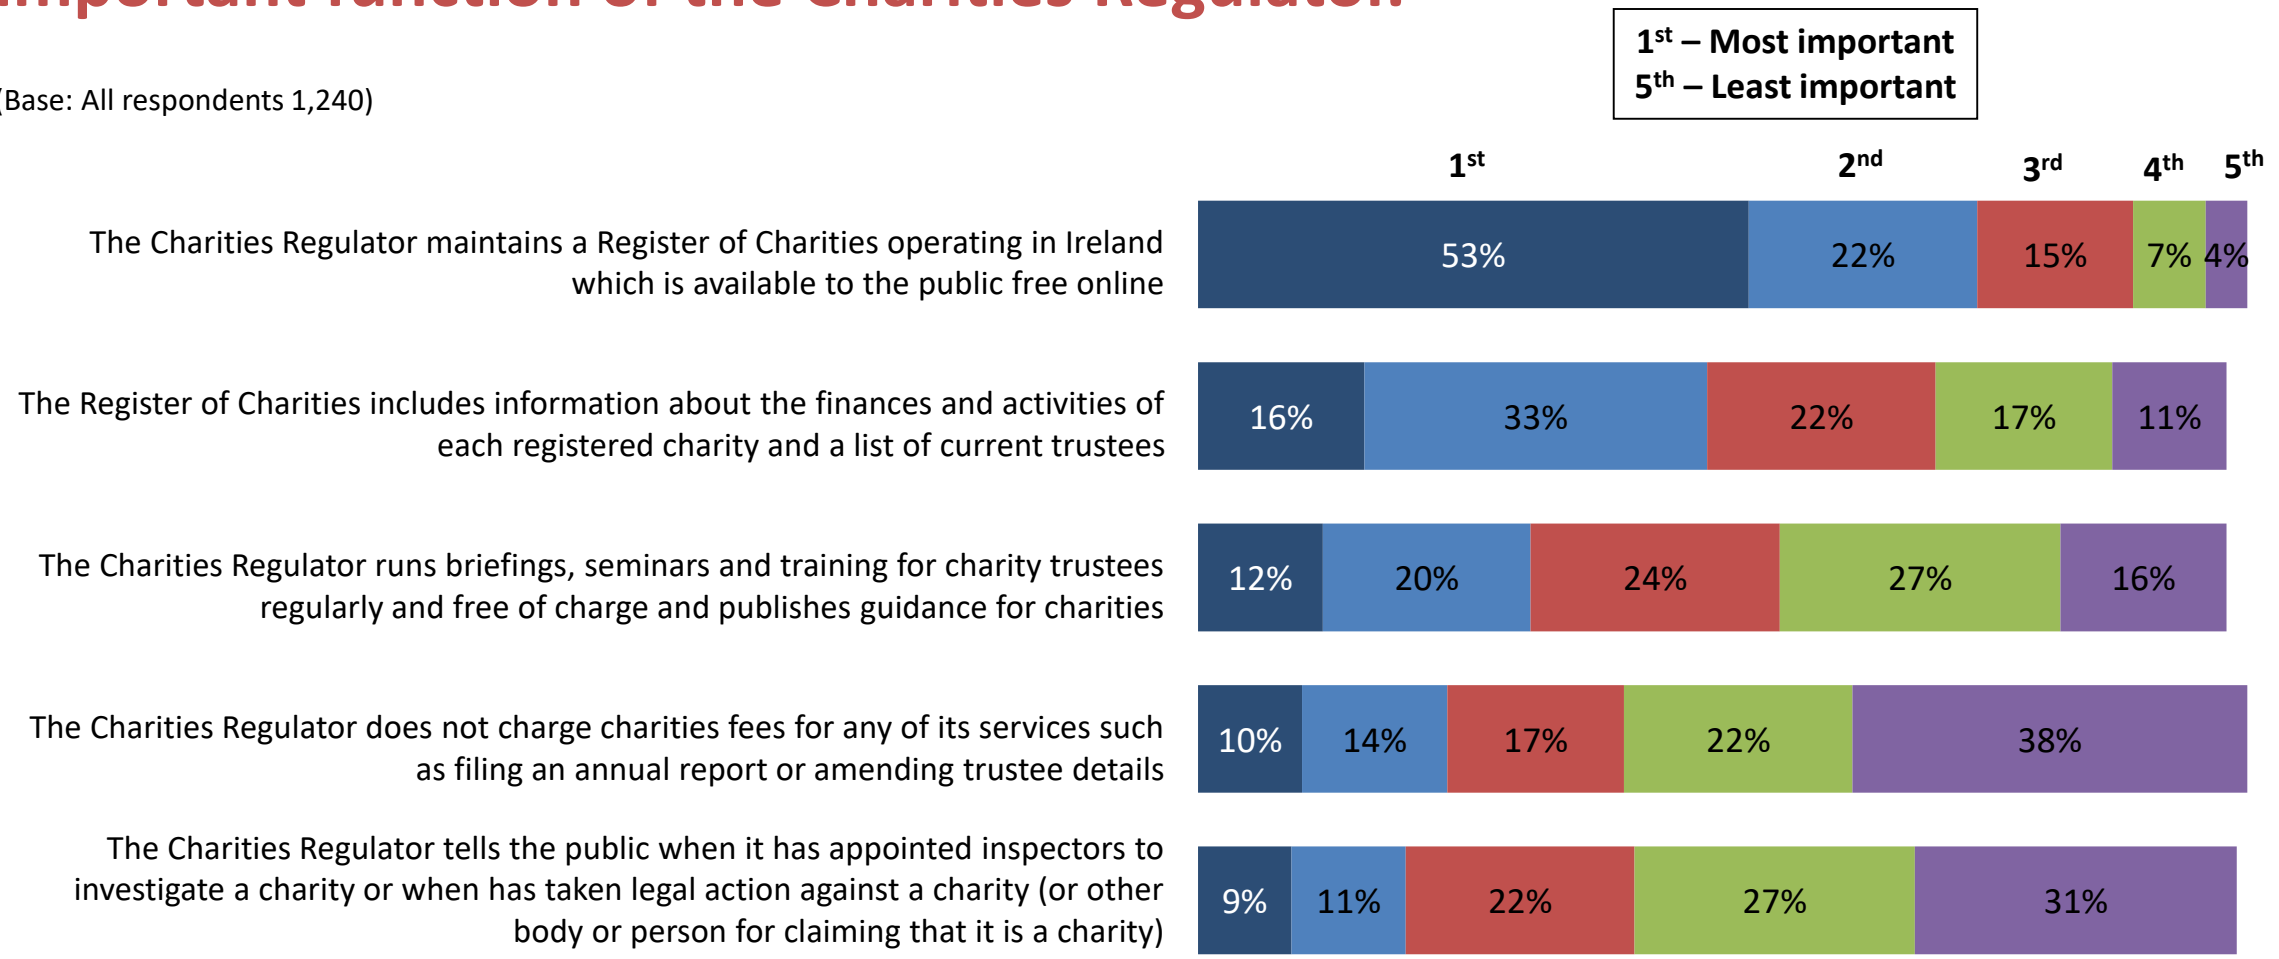 important function of the Charities Regulator.
1st – Most important
5th – Least important
(Base: All respondents 1,240)
1st 2nd 3rd 4th 5th
The Charities Regulator maintains a Register of Charities operating in Ireland
which is available to the public free online
53% 22% 15% 7% 4%
The Register of Charities includes information about the finances and activities of
each registered charity and a list of current trustees
16% 33% 22% 17% 11%
The Charities Regulator runs briefings, seminars and training for charity trustees
regularly and free of charge and publishes guidance for charities
12% 20% 24% 27% 16%
The Charities Regulator does not charge charities fees for any of its services such
as filing an annual report or amending trustee details
10% 14% 17% 22% 38%
The Charities Regulator tells the public when it has appointed inspectors to
investigate a charity or when has taken legal action against a charity (or other
body or person for claiming that it is a charity)
9% 11% 22% 27% 31%